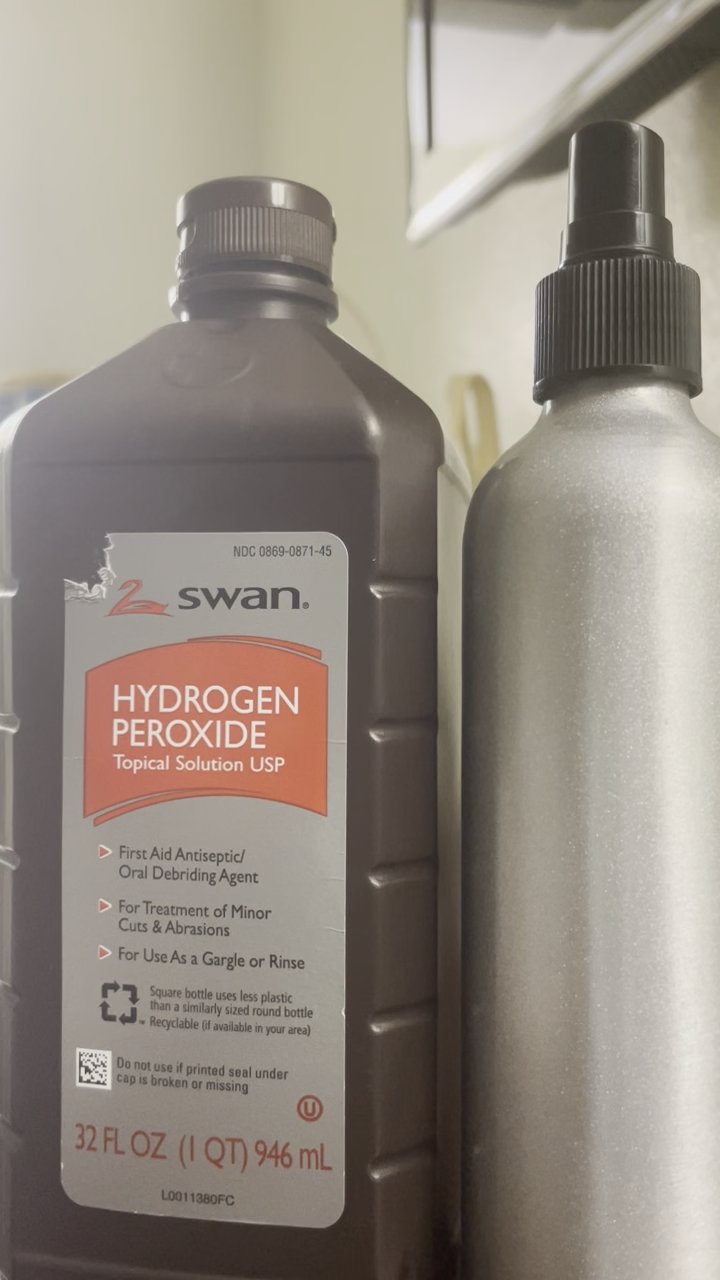 NDC 0869-0871-45
swan®
HYDROGEN
PEROXIDE
Topical Solution USP
First Aid Antiseptic/
Oral Debriding Agent
For Treatment of Minor
Cuts & Abrasions
For Use As a Gargle or Rinse
Square bottle uses less plastic
than a similarly sized round bottle
™ Recyclable (if available in your area)
Do not use if printed seal under
cap is broken or missing
U
32 FL OZ (1 QT) 946 mL
L0011380FC